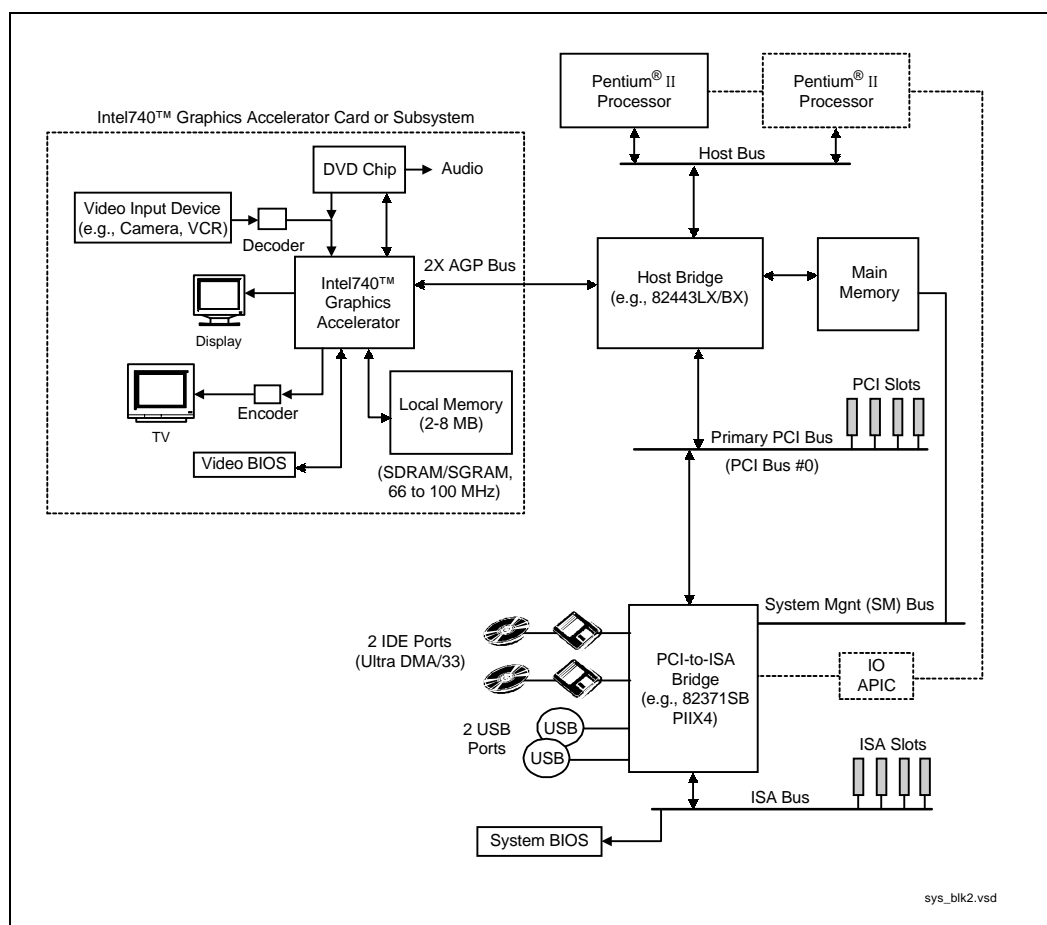 Pentium® II
Processor
Pentium® II
Processor
Intel740™ Graphics Accelerator Card or Subsystem
Host Bus
DVD Chip
Audio
Video Input Device
(e.g., Camera, VCR)
Decoder
2X AGP Bus
Intel740™
Graphics
Accelerator
Host Bridge
(e.g., 82443LX/BX)
Main
Memory
Display
Encoder
TV
Local Memory
(2-8 MB)
Video BIOS
(SDRAM/SGRAM,
66 to 100 MHz)
PCI Slots
Primary PCI Bus
(PCI Bus #0)
System Mgnt (SM) Bus
2 IDE Ports
(Ultra DMA/33)
PCI-to-ISA
Bridge
(e.g., 82371SB
PIIX4)
IO
APIC
2 USB
Ports
USB
USB
ISA Slots
ISA Bus
System BIOS
sys_blk2.vsd